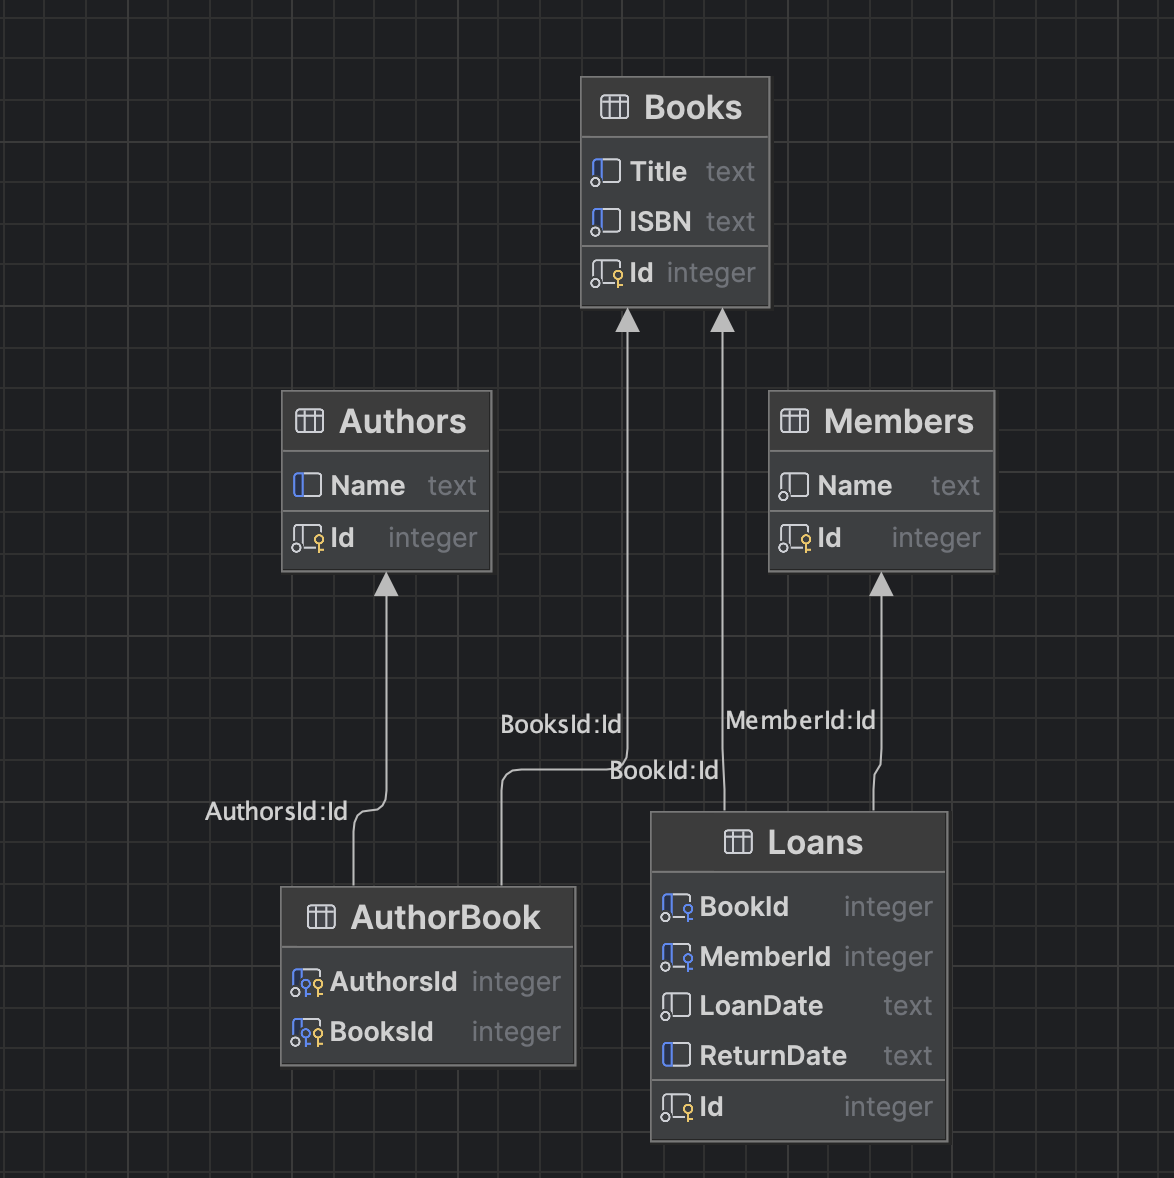 Books
Title text
ISBN text
Id integer
Authors
Name text
Id integer
Members
Name text
Id integer
BooksId:Id
MemberId:Id
BookId:Id
AuthorsId:Id
AuthorBook
AuthorsId integer
BooksId integer
Loans
BookId integer
MemberId integer
LoanDate text
ReturnDate text
Id integer